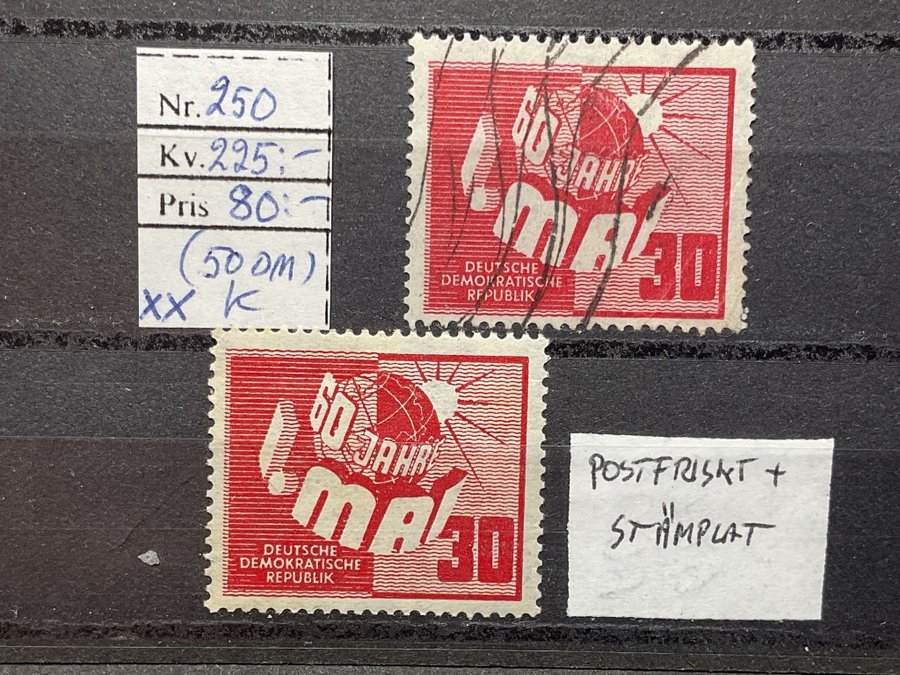 Nr. 250
Kv. 225:-
Pris 80:-
(50 DM)
xx K
60 JAHRE
1. MAI
30
DEUTSCHE
DEMOKRATISCHE
REPUBLIK
60 JAHRE
1. MAI
30
DEUTSCHE
DEMOKRATISCHE
REPUBLIK
POSTFRISKT +
STÄMPLAT